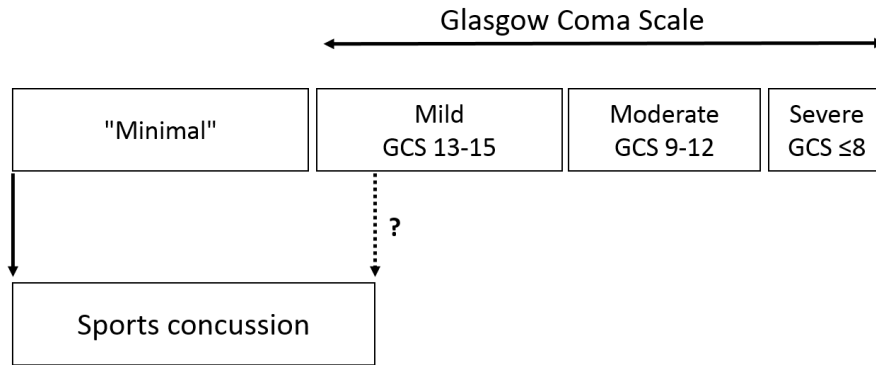 Glasgow Coma Scale
"Minimal"
Mild
GCS 13-15
Moderate
GCS 9-12
Severe
GCS ≤8
?
Sports concussion